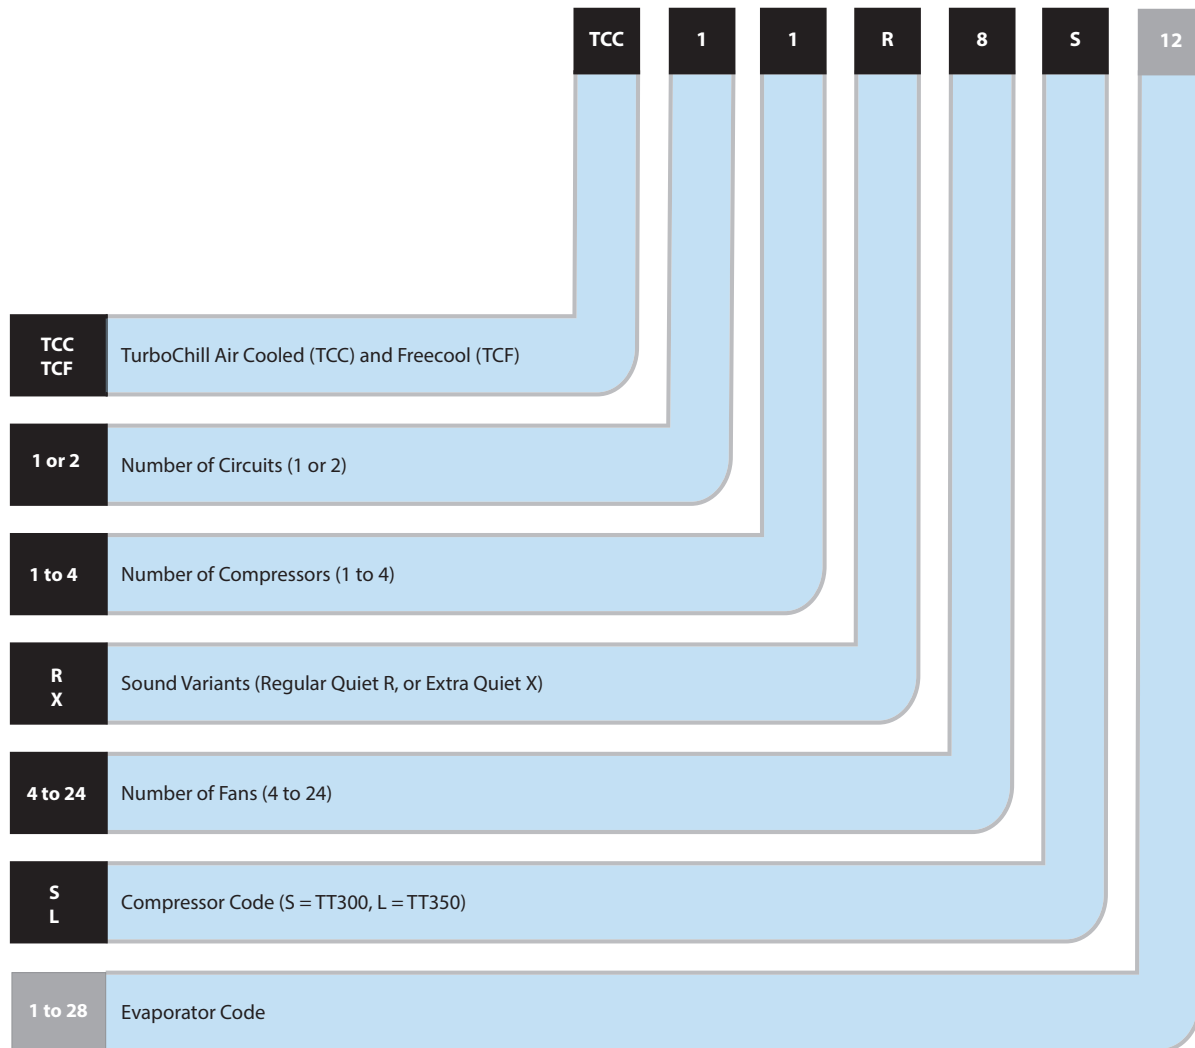 TCC 1 1 R 8 S 12
TCC
TCF
TurboChill Air Cooled (TCC) and Freecool (TCF)
1 or 2
Number of Circuits (1 or 2)
1 to 4
Number of Compressors (1 to 4)
R
X
Sound Variants (Regular Quiet R, or Extra Quiet X)
4 to 24
Number of Fans (4 to 24)
S
L
Compressor Code (S = TT300, L = TT350)
1 to 28
Evaporator Code